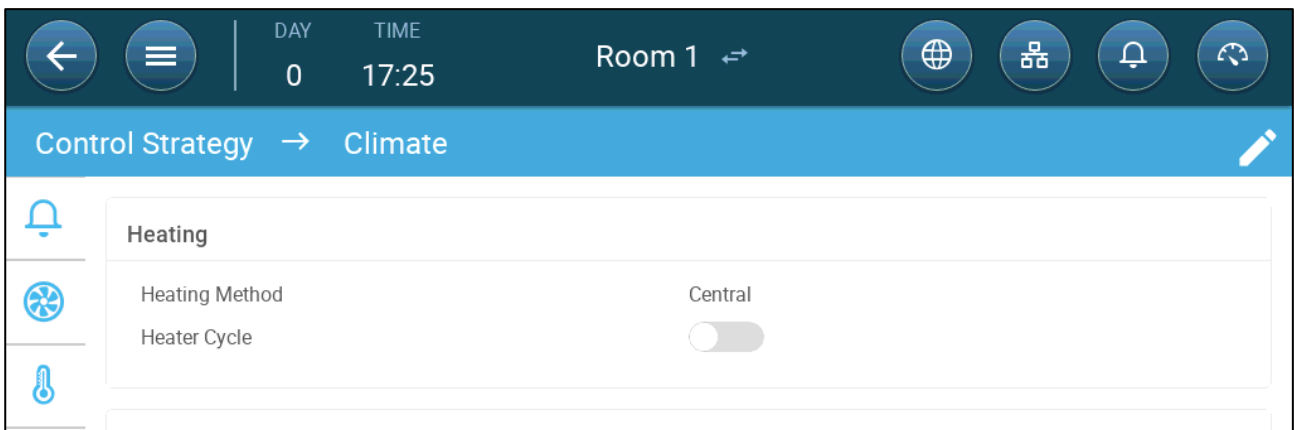 DAY TIME
0 17:25
Room 1
Control Strategy → Climate
Heating
Heating Method Central
Heater Cycle